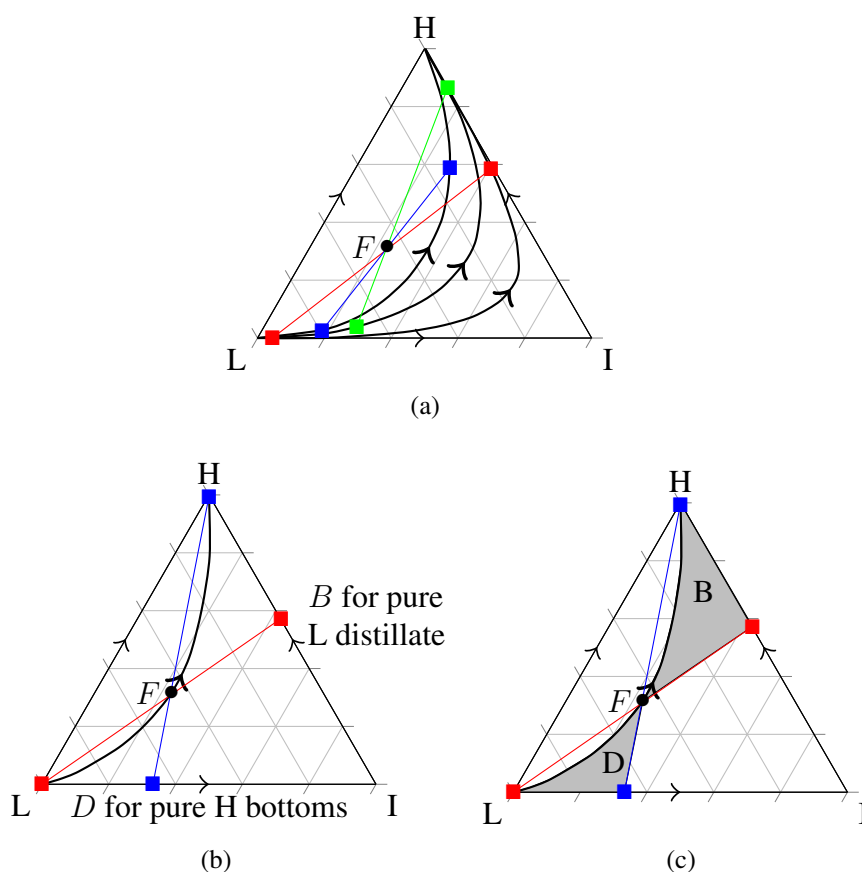 H
F
L
I
(a)
H
B for pure
L distillate
F
L
D for pure H bottoms
I
(b)
H
B
F
D
L
(c)